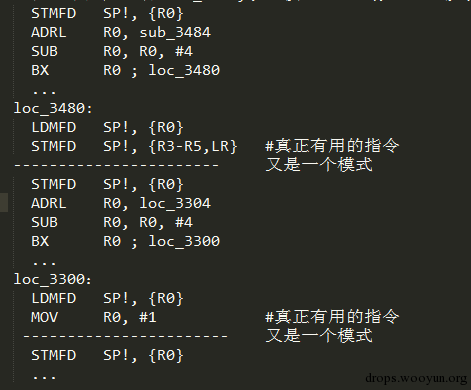 STMFD SP!, {R0}
ADRL R0, sub_3484
SUB R0, R0, #4
BX R0 ; loc_3480
...
loc_3480:
LDMFD SP!, {R0}
STMFD SP!, {R3-R5,LR} #真正有用的指令
------------------------ 又是一个模式
STMFD SP!, {R0}
ADRL R0, loc_3304
SUB R0, R0, #4
BX R0 ; loc_3300
...
loc_3300:
LDMFD SP!, {R0}
MOV R0, #1 #真正有用的指令
------------------------ 又是一个模式
STMFD SP!, {R0}
...
drops.wooyun.org